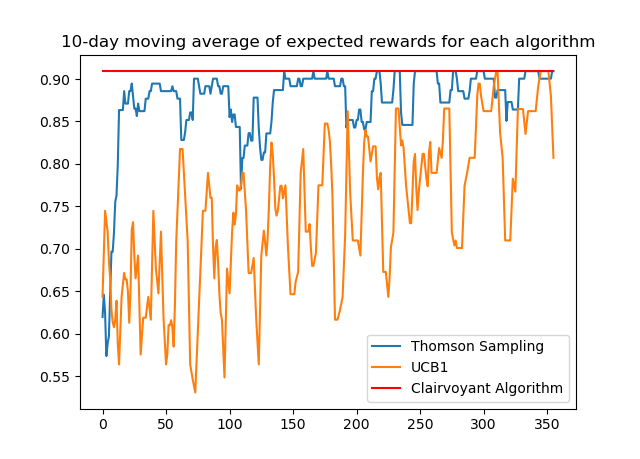 10-day moving average of expected rewards for each algorithm
0.90
0.85
0.80
0.75
0.70
0.65
0.60
0.55
0 50 100 150 200 250 300 350
Thomson Sampling
UCB1
Clairvoyant Algorithm